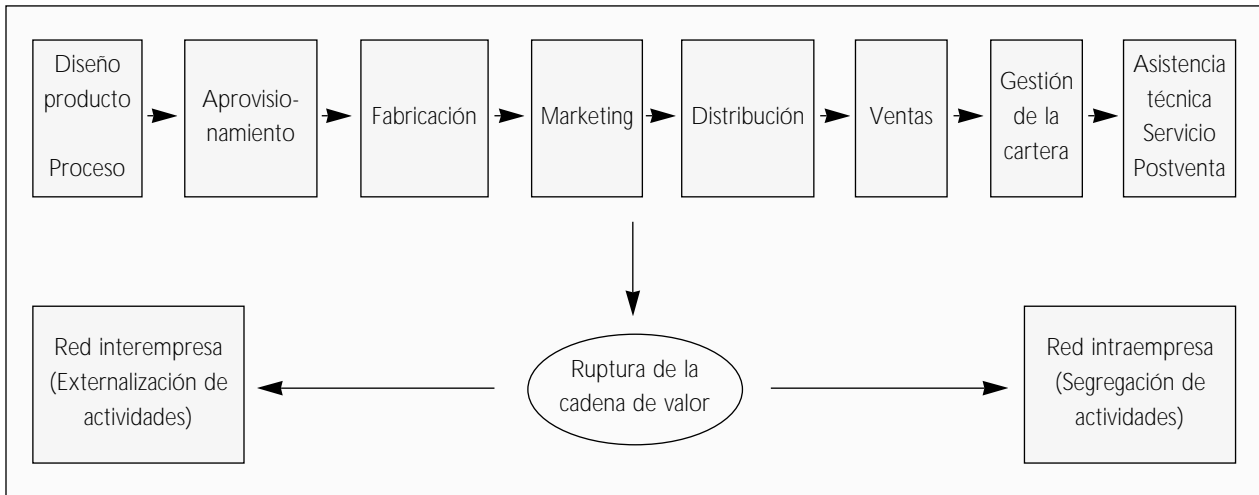 Diseño
producto
Proceso
Aprovisio-
namiento
Fabricación
Marketing
Distribución
Ventas
Gestión
de la
cartera
Asistencia
técnica
Servicio
Postventa
Red interempresa
(Externalización de
actividades)
Ruptura de la
cadena de valor
Red intraempresa
(Segregación de
actividades)